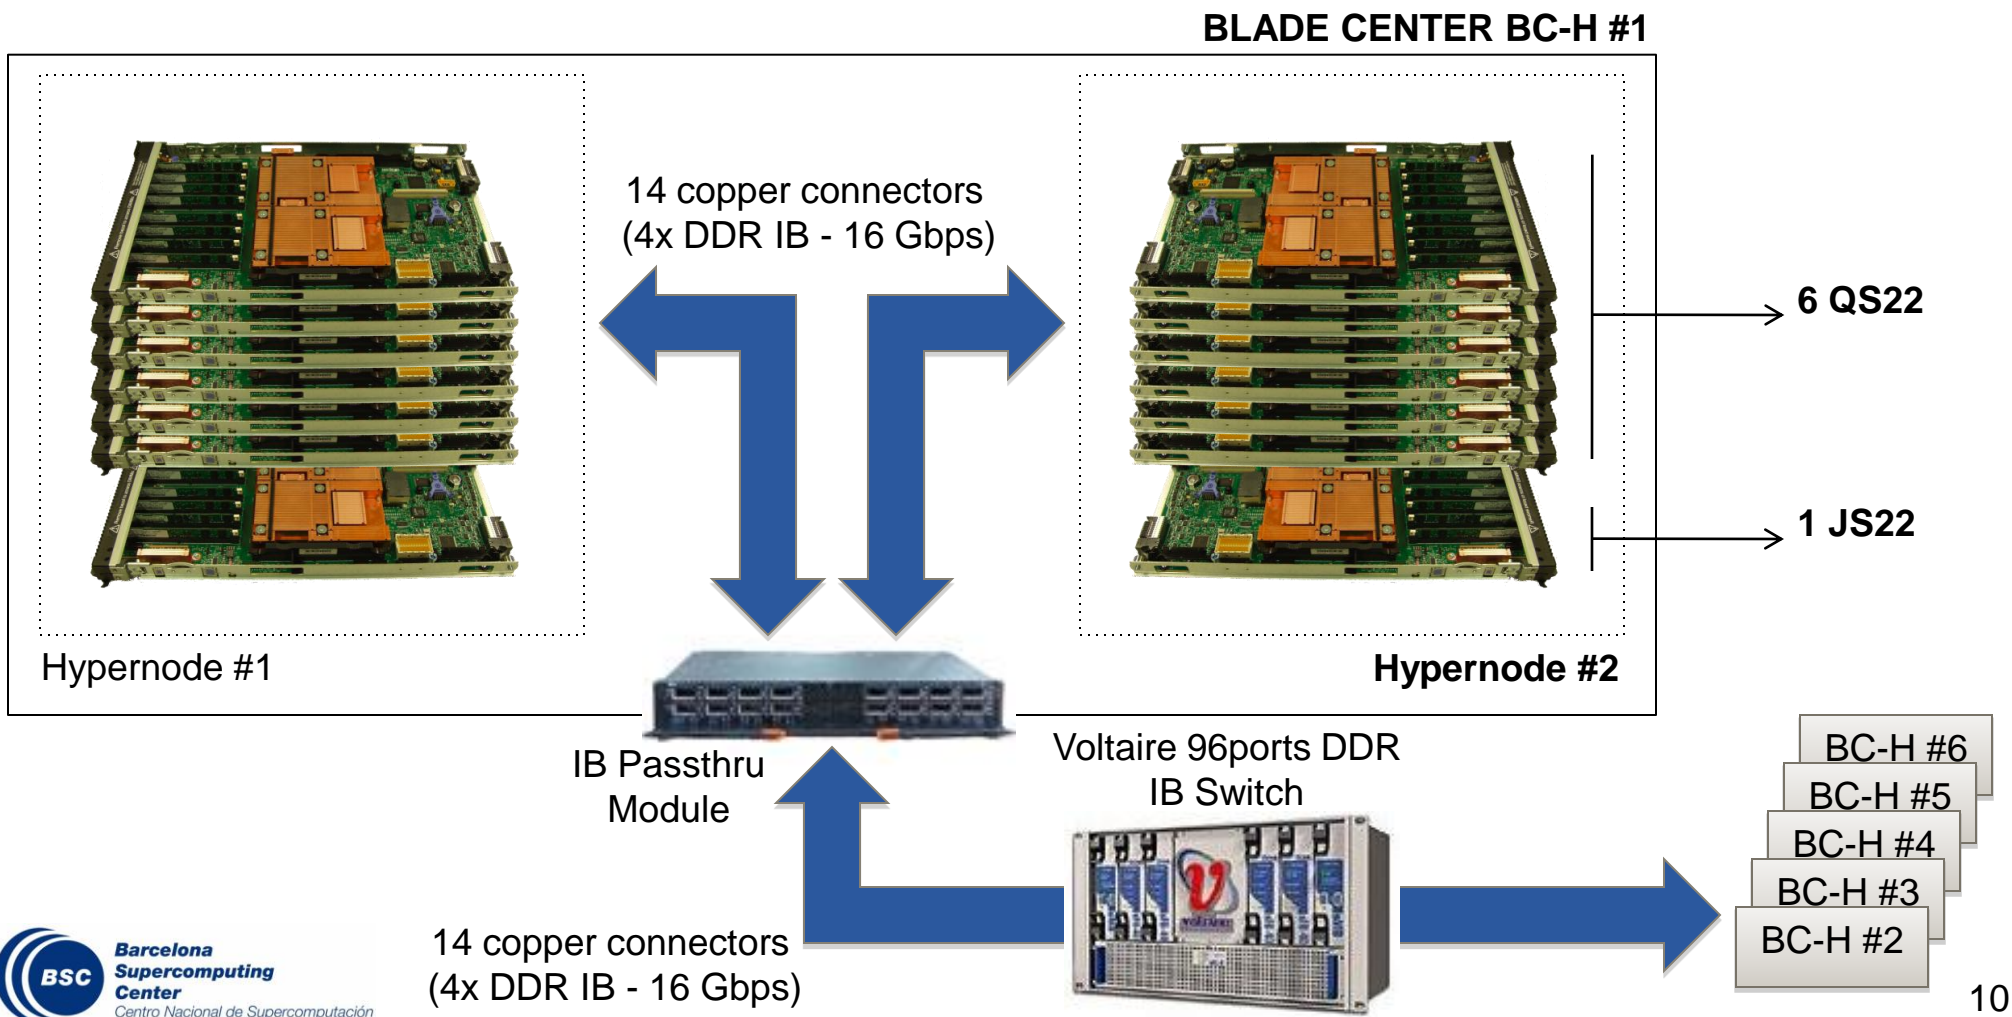 BLADE CENTER BC-H #1
14 copper connectors
(4x DDR IB - 16 Gbps)
6 QS22
1 JS22
Hypernode #1
Hypernode #2
IB Passthru
Module
Voltaire 96ports DDR
IB Switch
BC-H #6
BC-H #5
BC-H #4
BC-H #3
BC-H #2
14 copper connectors
(4x DDR IB - 16 Gbps)
BSC
Barcelona
Supercomputing
Center
Centro Nacional de Supercomputación
10